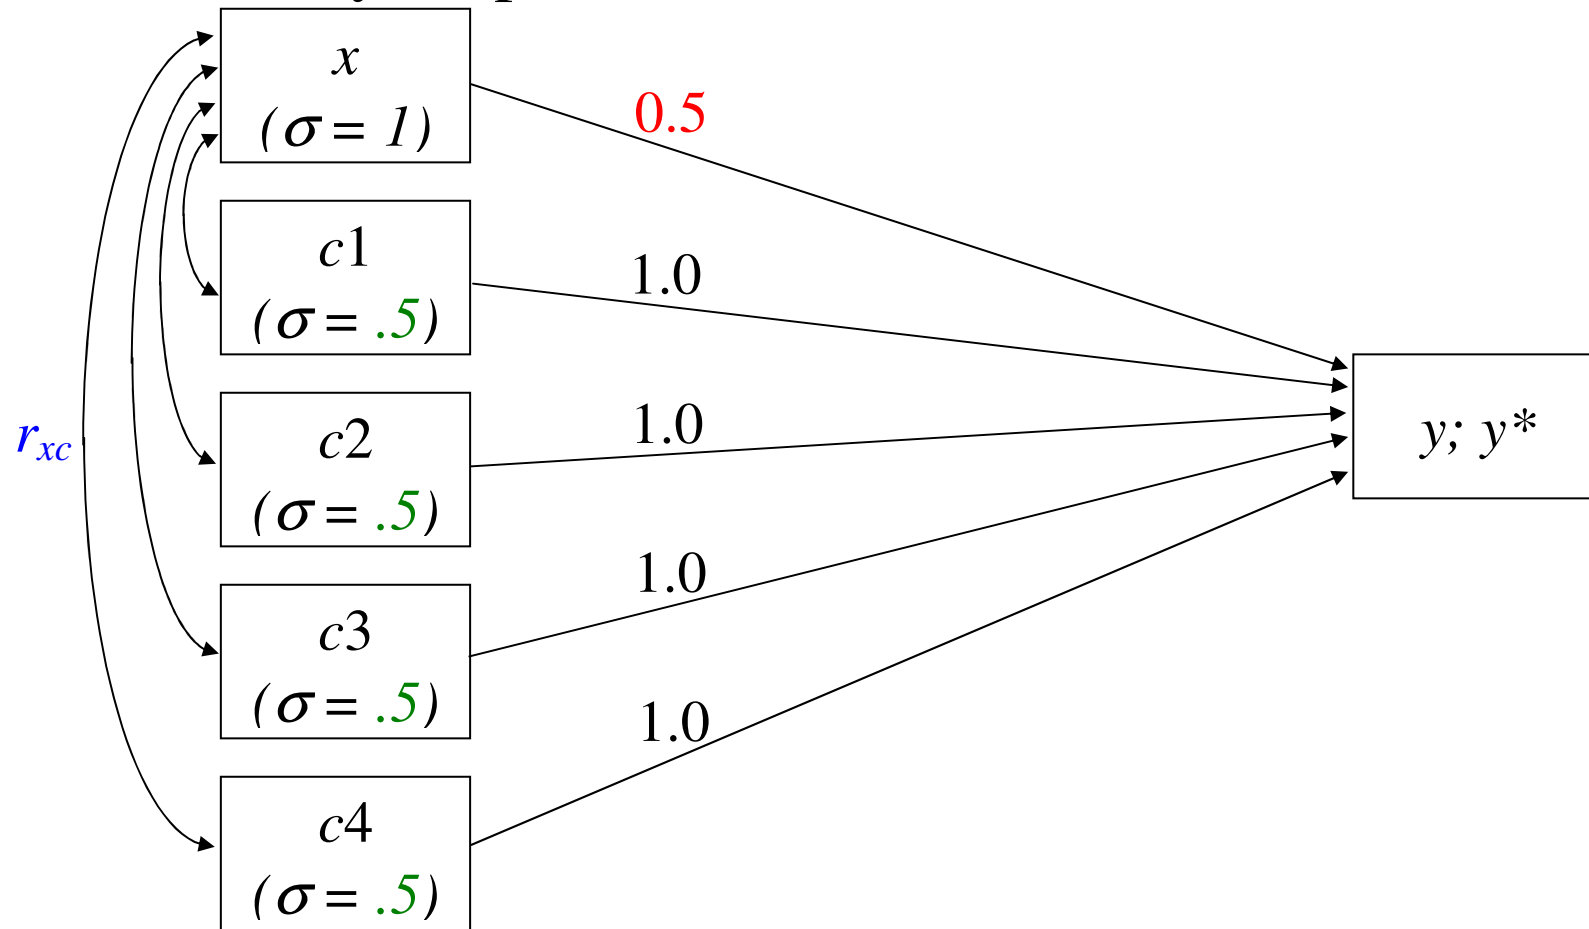 x
(σ = 1)
0.5
c1
(σ = .5)
1.0
c2
(σ = .5)
1.0
r_xc
y; y*
c3
(σ = .5)
1.0
c4
(σ = .5)
1.0